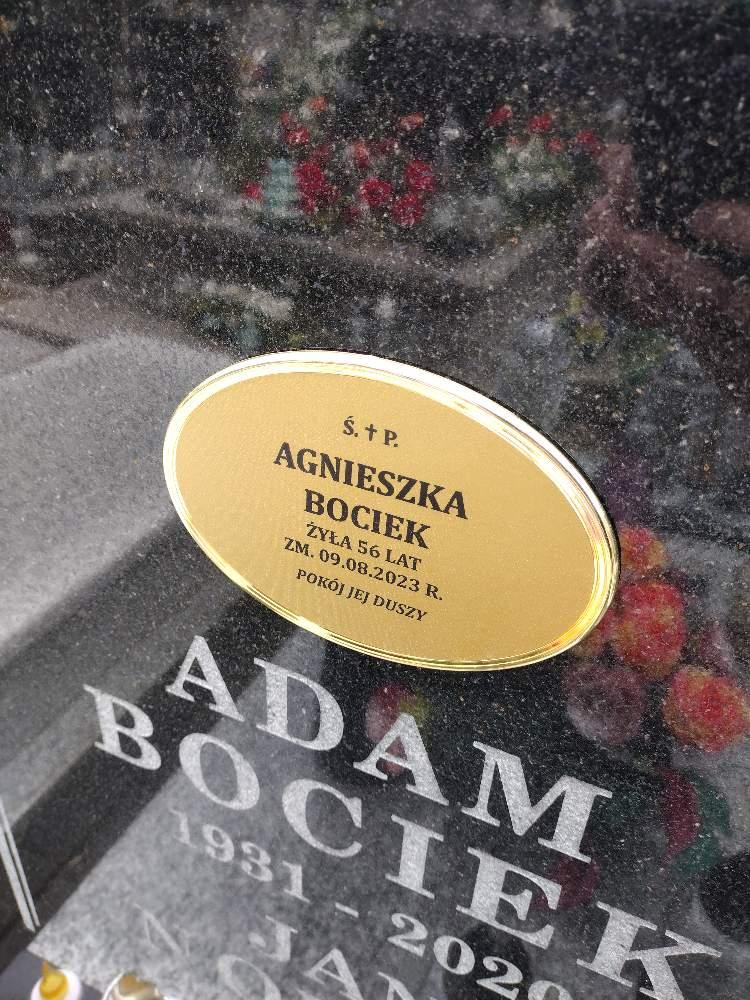 Ś. ✝ P.
AGNIESZKA
BOCIEK
ŻYŁA 56 LAT
ZM. 09.08.2023 R.
POKÓJ JEJ DUSZY
ADAM
BOCIEK
1931 - 2020